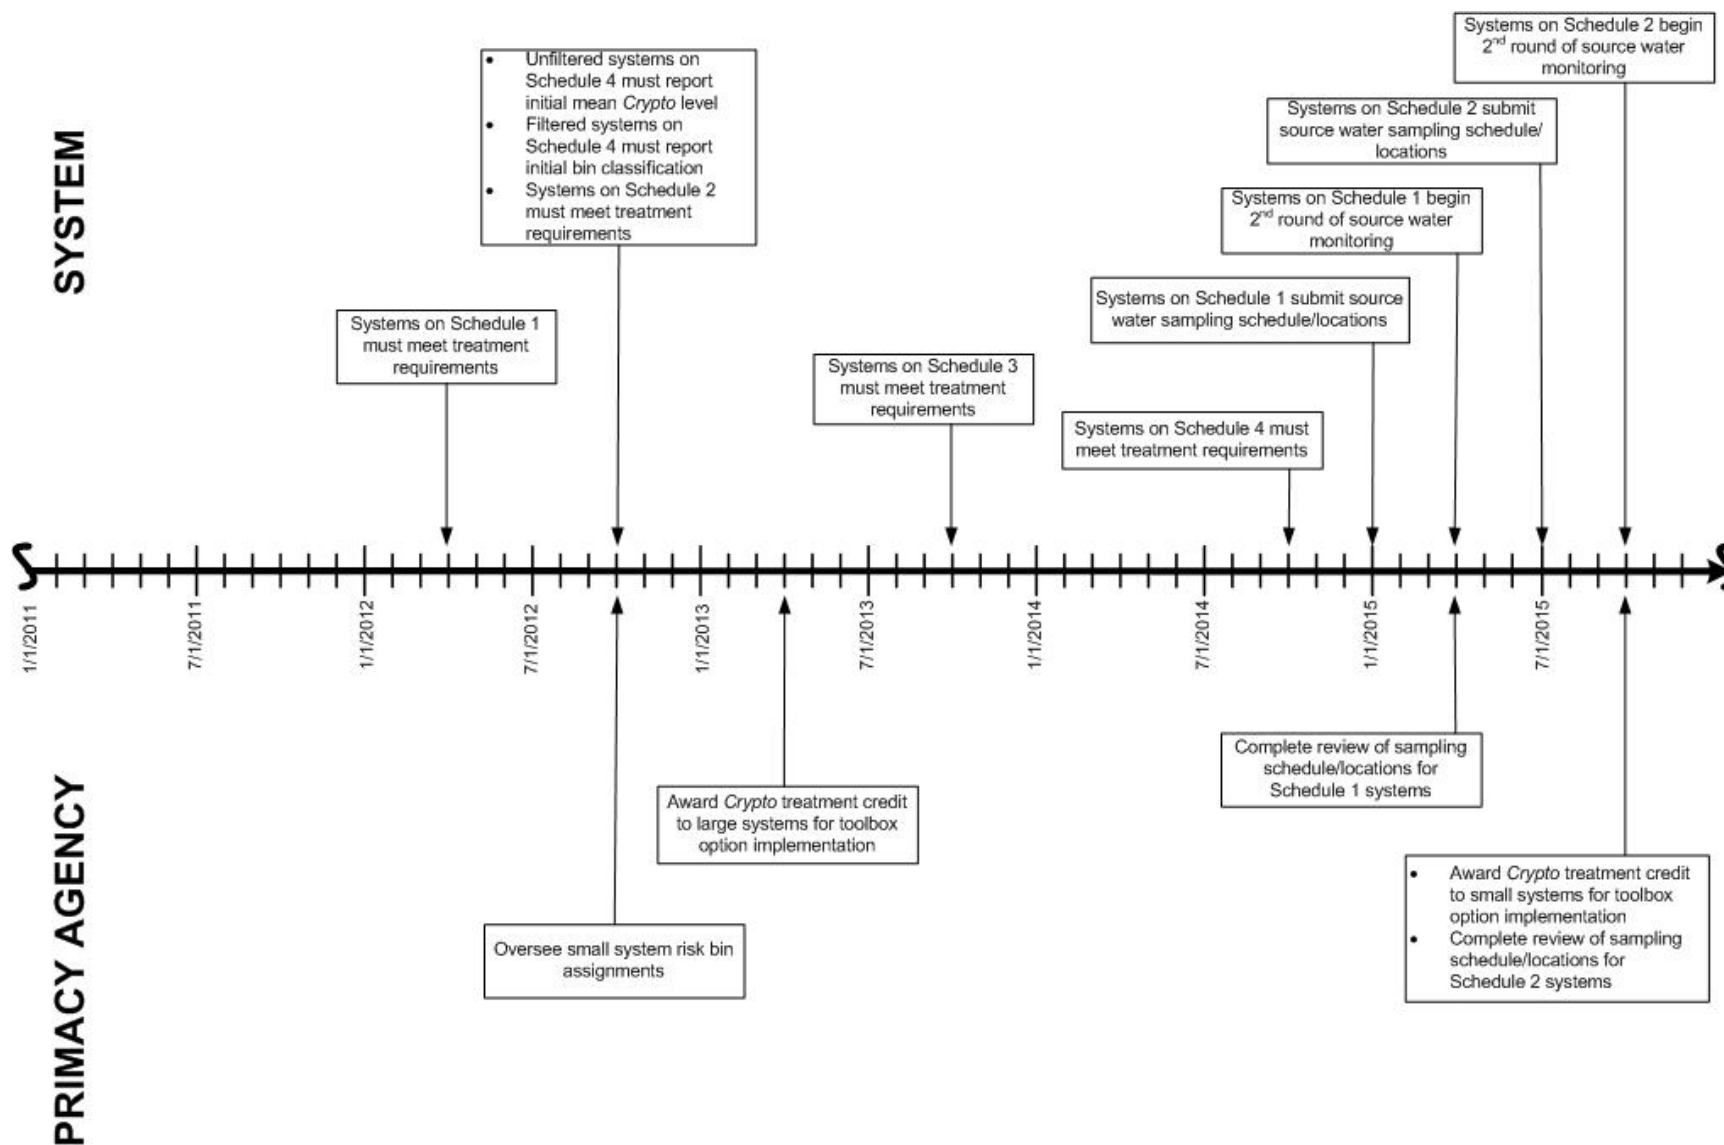 SYSTEM
• Unfiltered systems on
Schedule 4 must report
initial mean Crypto level
• Filtered systems on
Schedule 4 must report
initial bin classification
• Systems on Schedule 2
must meet treatment
requirements
Systems on Schedule 2 begin
2nd round of source water
monitoring
Systems on Schedule 2 submit
source water sampling schedule/
locations
Systems on Schedule 1 begin
2nd round of source water
monitoring
Systems on Schedule 1 submit source
water sampling schedule/locations
Systems on Schedule 1
must meet treatment
requirements
Systems on Schedule 3
must meet treatment
requirements
Systems on Schedule 4 must
meet treatment requirements
1/1/2011
7/1/2011
1/1/2012
7/1/2012
1/1/2013
7/1/2013
1/1/2014
7/1/2014
1/1/2015
7/1/2015
PRIMACY AGENCY
Oversee small system risk bin
assignments
Award Crypto treatment credit
to large systems for toolbox
option implementation
Complete review of sampling
schedule/locations for
Schedule 1 systems
• Award Crypto treatment credit
to small systems for toolbox
option implementation
• Complete review of sampling
schedule/locations for
Schedule 2 systems